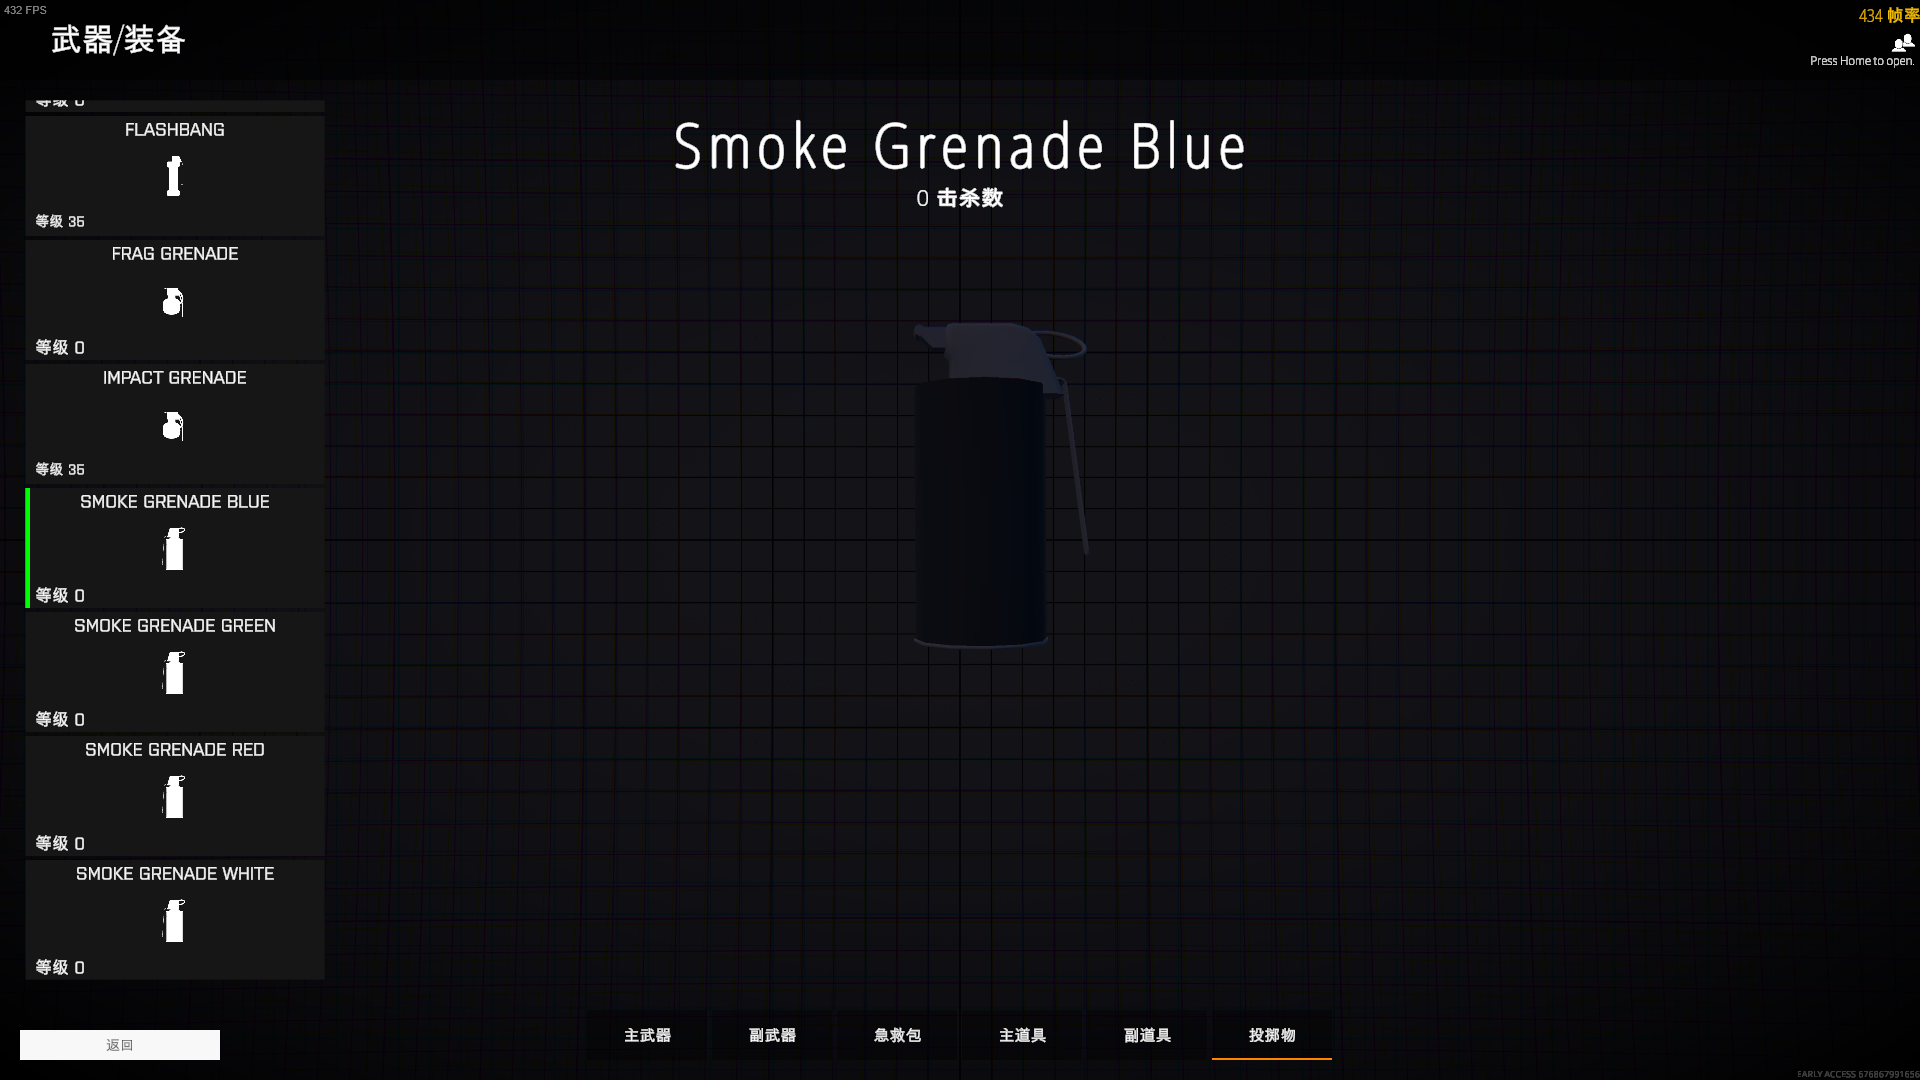 432 FPS
434 帧率
武器/装备
Press Home to open.
等级 0
FLASHBANG
等级 35
FRAG GRENADE
等级 0
IMPACT GRENADE
等级 35
SMOKE GRENADE BLUE
等级 0
SMOKE GRENADE GREEN
等级 0
SMOKE GRENADE RED
等级 0
SMOKE GRENADE WHITE
等级 0
Smoke Grenade Blue
0 击杀数
返回
主武器
副武器
急救包
主道具
副道具
投掷物
EARLY ACCESS 676867991656